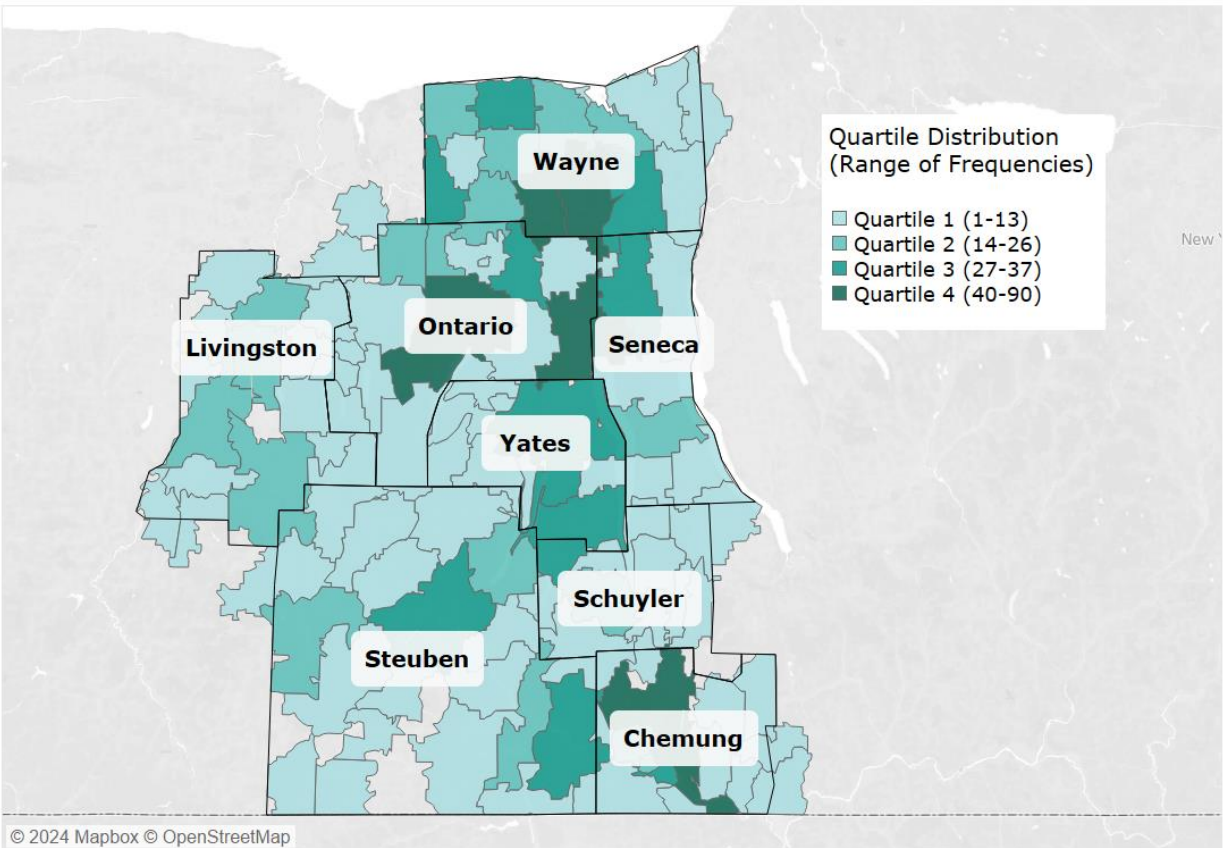 Quartile Distribution
(Range of Frequencies)
Quartile 1 (1-13)
Quartile 2 (14-26)
Quartile 3 (27-37)
Quartile 4 (40-90)
Wayne
New
Ontario
Livingston
Seneca
Yates
Schuyler
Steuben
Chemung
© 2024 Mapbox © OpenStreetMap